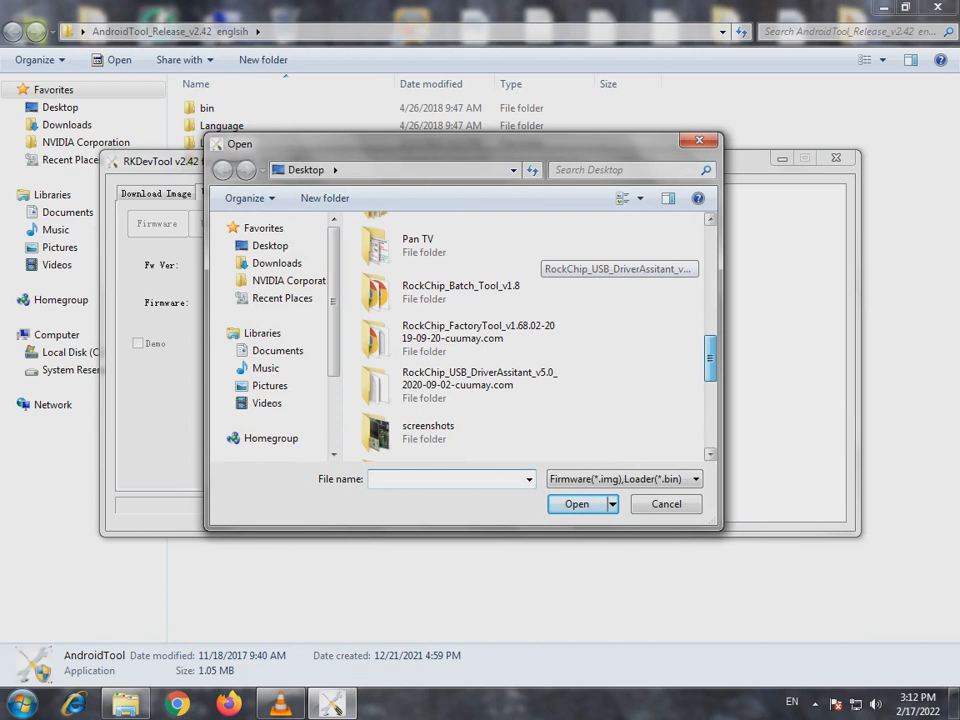 AndroidTool_Release_v2.42 englsih
Search AndroidTool_Release_v2.42 en...
Organize
Open
Share with
New folder
Favorites
Desktop
Downloads
NVIDIA Corporation
Recent Place
Libraries
Documents
Music
Pictures
Videos
Homegroup
Computer
Local Disk (C
System Reser
Network
Name
Date modified
Type
Size
bin
4/26/2018 9:47 AM
File folder
Language
4/26/2018 9:47 AM
File folder
RKDevTool v2.42
Download Image
Firmware
Fw Ver:
Firmware:
Demo
Open
Desktop
Search Desktop
Organize
New folder
Favorites
Desktop
Downloads
NVIDIA Corporat
Recent Places
Libraries
Documents
Music
Pictures
Videos
Homegroup
Pan TV
File folder
RockChip_USB_DriverAssitant_v...
RockChip_Batch_Tool_v1.8
File folder
RockChip_FactoryTool_v1.68.02-20
19-09-20-cuumay.com
File folder
RockChip_USB_DriverAssitant_v5.0_
2020-09-02-cuumay.com
File folder
screenshots
File folder
File name:
Firmware(*.img),Loader(*.bin)
Open
Cancel
AndroidTool Date modified: 11/18/2017 9:40 AM
Date created: 12/21/2021 4:59 PM
Application
Size: 1.05 MB
EN
3:12 PM
2/17/2022